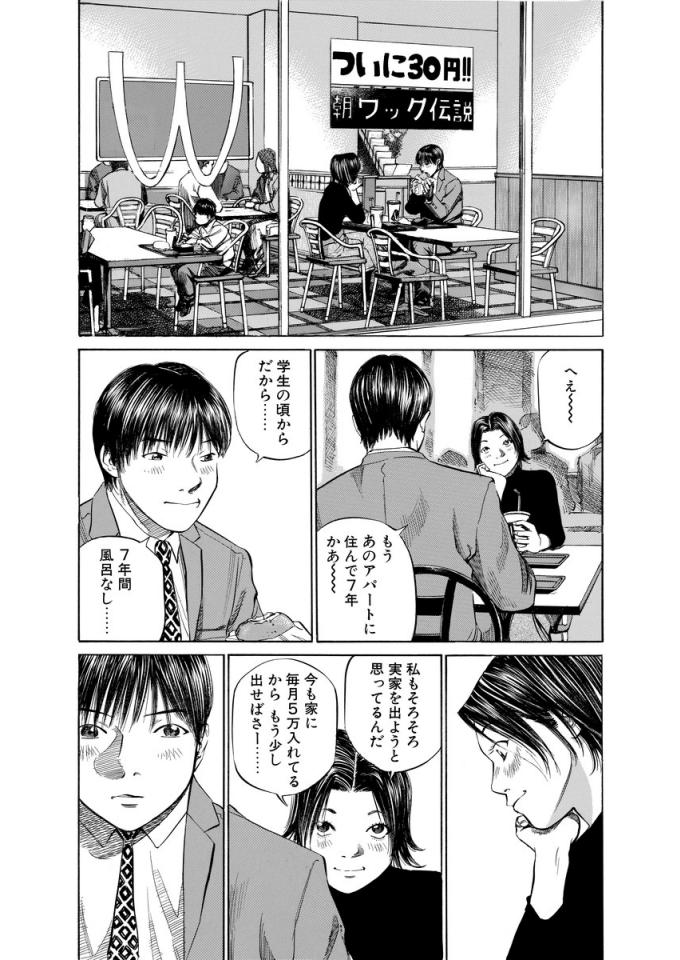 ついに30円!!
朝ワック伝説
へぇ〜〜
もう
あのアパートに
住んで7年
かあ〜〜
学生の頃から
だから……
7年間
風呂なし……
私もそろそろ
実家を出ようと
思ってるんだ
今も家に
毎月5万入れてる
から もう少し
出せばさー！……